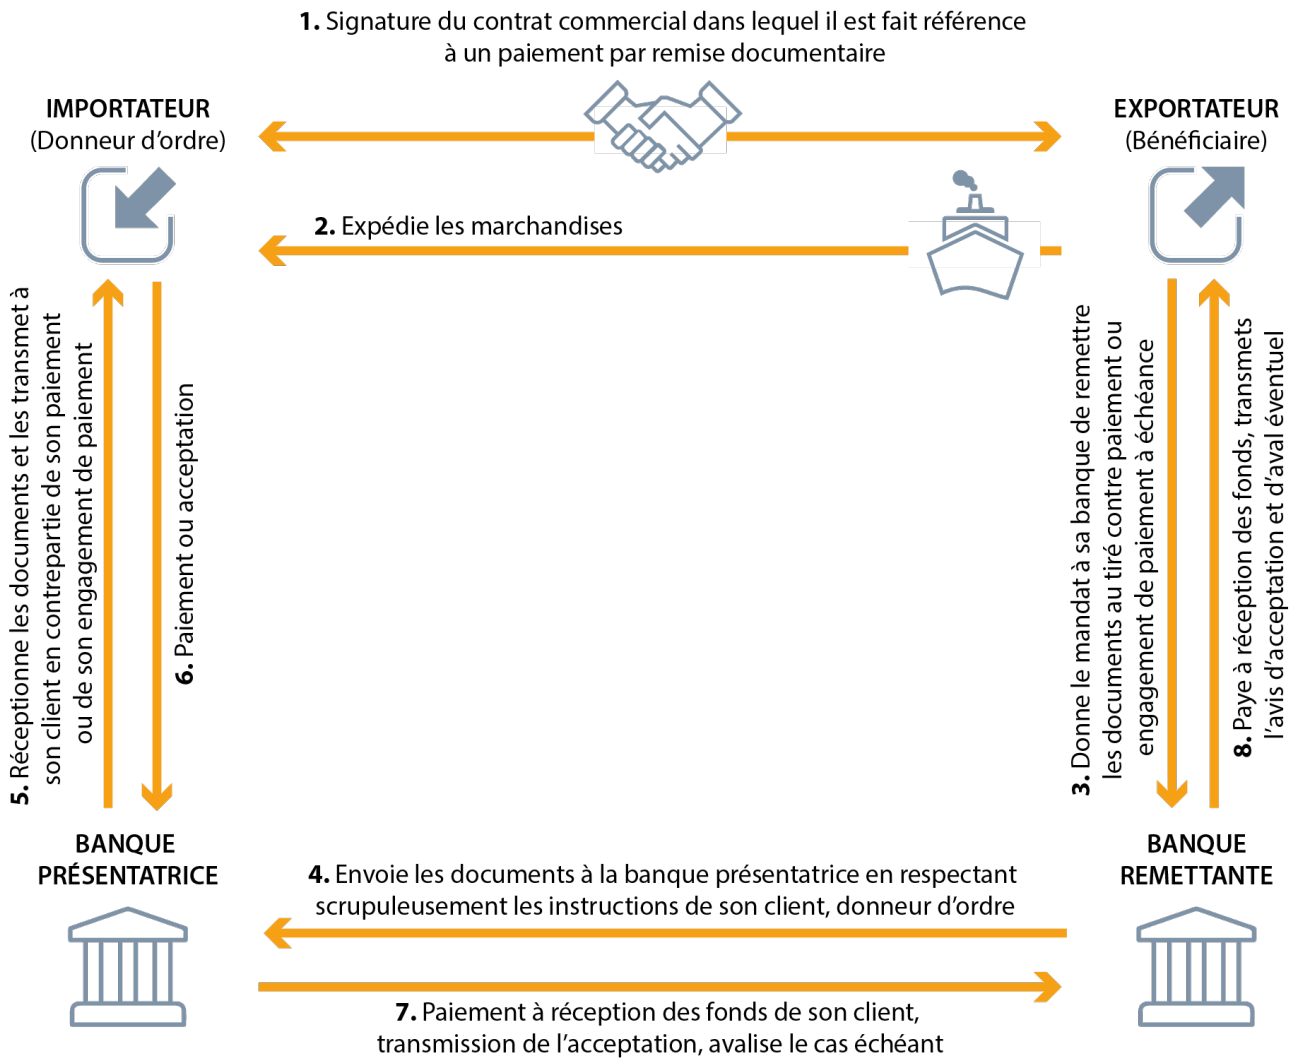 1. Signature du contrat commercial dans lequel il est fait référence
à un paiement par remise documentaire
IMPORTATEUR
(Donneur d’ordre)
EXPORTATEUR
(Bénéficiaire)
2. Expédie les marchandises
5. Réceptionne les documents et les transmet à
son client en contrepartie de son paiement
ou de son engagement de paiement
6. Paiement ou acceptation
3. Donne le mandat à sa banque de remettre
les documents au tiré contre paiement ou
engagement de paiement à échéance
8. Paye à réception des fonds, transmets
l’avis d’acceptation et d’aval éventuel
BANQUE
PRÉSENTATRICE
BANQUE
REMETTANTE
4. Envoie les documents à la banque présentatrice en respectant
scrupuleusement les instructions de son client, donneur d’ordre
7. Paiement à réception des fonds de son client,
transmission de l’acceptation, avalise le cas échéant